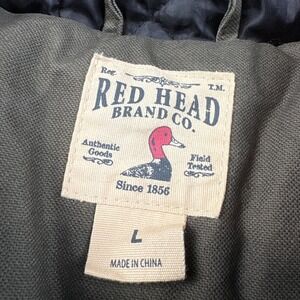 Reg. T.M.
RED HEAD
BRAND CO.
Authentic Goods
Field Tested
Since 1856
L
MADE IN CHINA